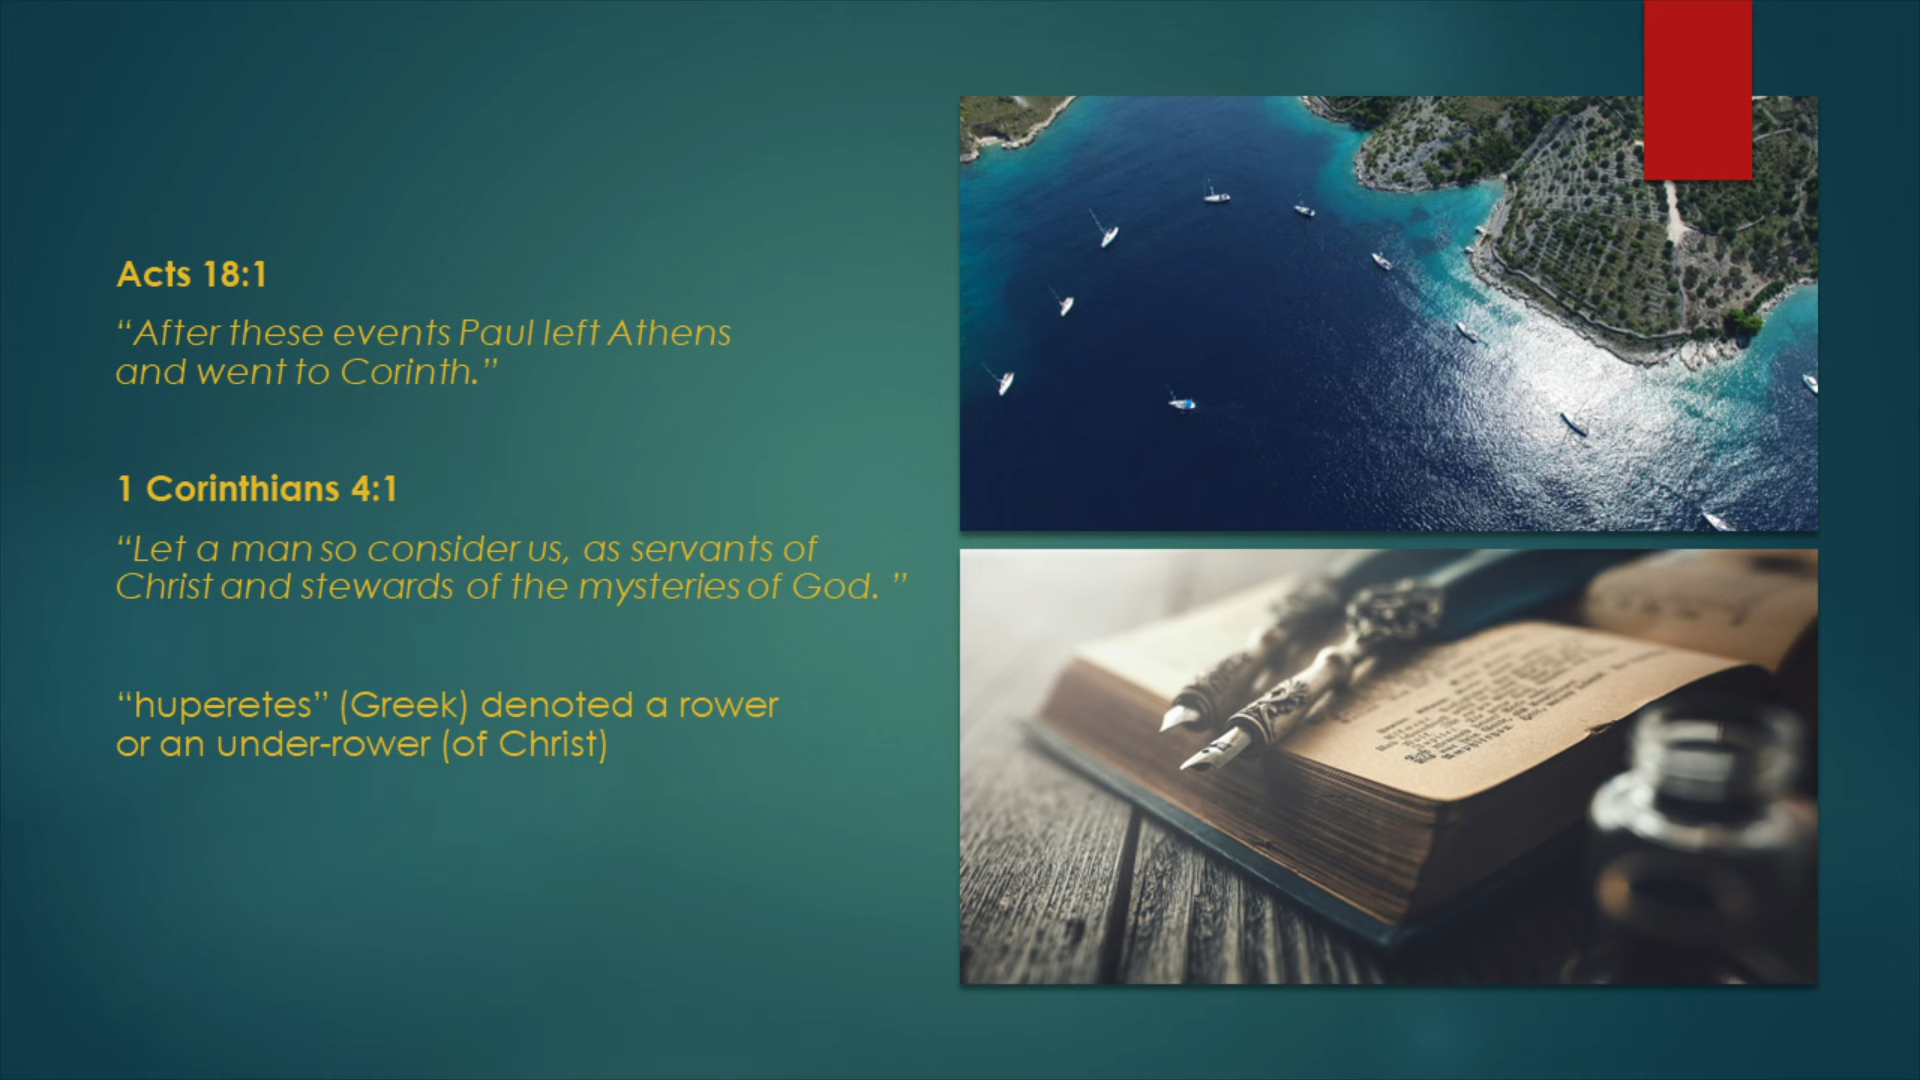 Acts 18:1
“After these events Paul left Athens
and went to Corinth.”
1 Corinthians 4:1
“Let a man so consider us, as servants of
Christ and stewards of the mysteries of God. ”
“huperetes” (Greek) denoted a rower
or an under-rower (of Christ)